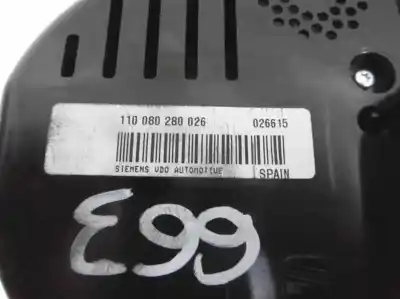 110 080 280 026 026615
SIEMENS VDO AUTOMOTIVE SPAIN
E99